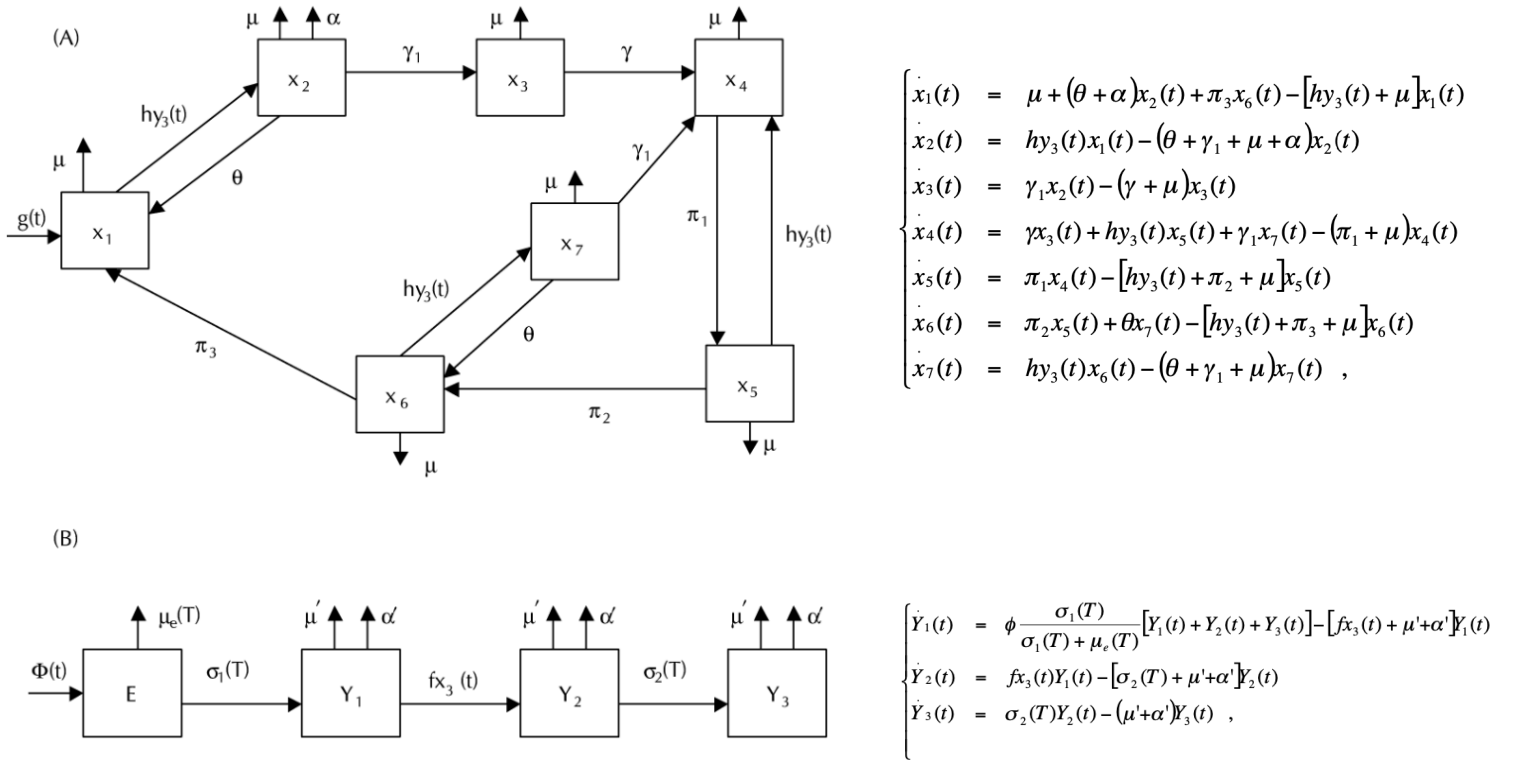 (A)
μ α
μ
μ
x₂
γ₁
x₃
γ
x₄
hy₃(t)
θ
μ
g(t)
x₁
μ
γ₁
x₇
π₁
hy₃(t)
hy₃(t)
θ
π₃
x₆
π₂
x₅
μ
μ
ẋ₁(t) = μ+(θ+α)x₂(t)+π₃x₆(t)−[hy₃(t)+μ]x₁(t)
ẋ₂(t) = hy₃(t)x₁(t)−(θ+γ₁+μ+α)x₂(t)
ẋ₃(t) = γ₁x₂(t)−(γ+μ)x₃(t)
ẋ₄(t) = γx₃(t)+hy₃(t)x₅(t)+γ₁x₇(t)−(π₁+μ)x₄(t)
ẋ₅(t) = π₁x₄(t)−[hy₃(t)+π₂+μ]x₅(t)
ẋ₆(t) = π₂x₅(t)+θx₇(t)−[hy₃(t)+π₃+μ]x₆(t)
ẋ₇(t) = hy₃(t)x₆(t)−(θ+γ₁+μ)x₇(t) ,
(B)
μₑ(T)
μ′ α′
μ′ α′
μ′ α′
Φ(t)
E
σ₁(T)
Y₁
fx₃ (t)
Y₂
σ₂(T)
Y₃
Ẏ₁(t) = ϕ σ₁(T)/(σ₁(T)+μₑ(T)) [Y₁(t)+Y₂(t)+Y₃(t)]−[fx₃(t)+μ'+α']Y₁(t)
Ẏ₂(t) = fx₃(t)Y₁(t)−[σ₂(T)+μ'+α']Y₂(t)
Ẏ₃(t) = σ₂(T)Y₂(t)−(μ'+α')Y₃(t) ,